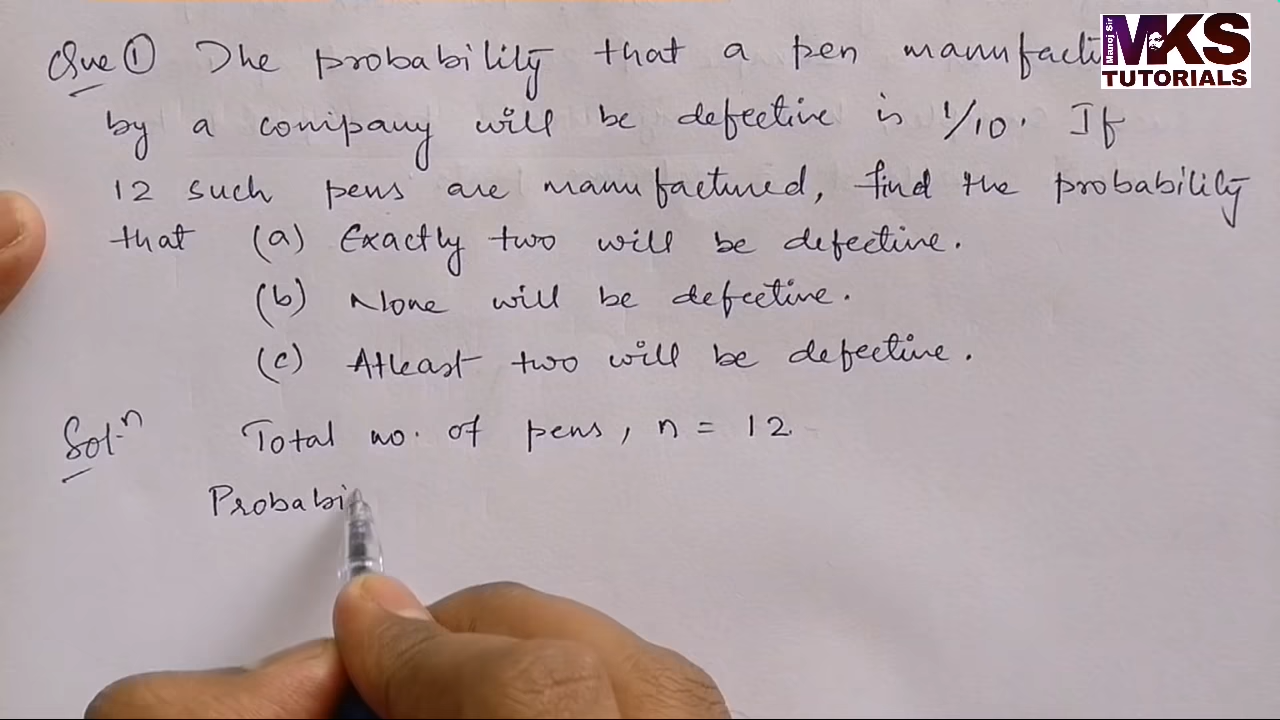 Que ① The probability that a pen
by a company will be defective is 1/10. If
12 such pens are manufactured, find the probability
that (a) Exactly two will be defective.
(b) None will be defective.
(c) Atleast two will be defective.
Sol.ⁿ Total no. of pens, n = 12.
Probabi
Manoj Sir
MKS
TUTORIALS